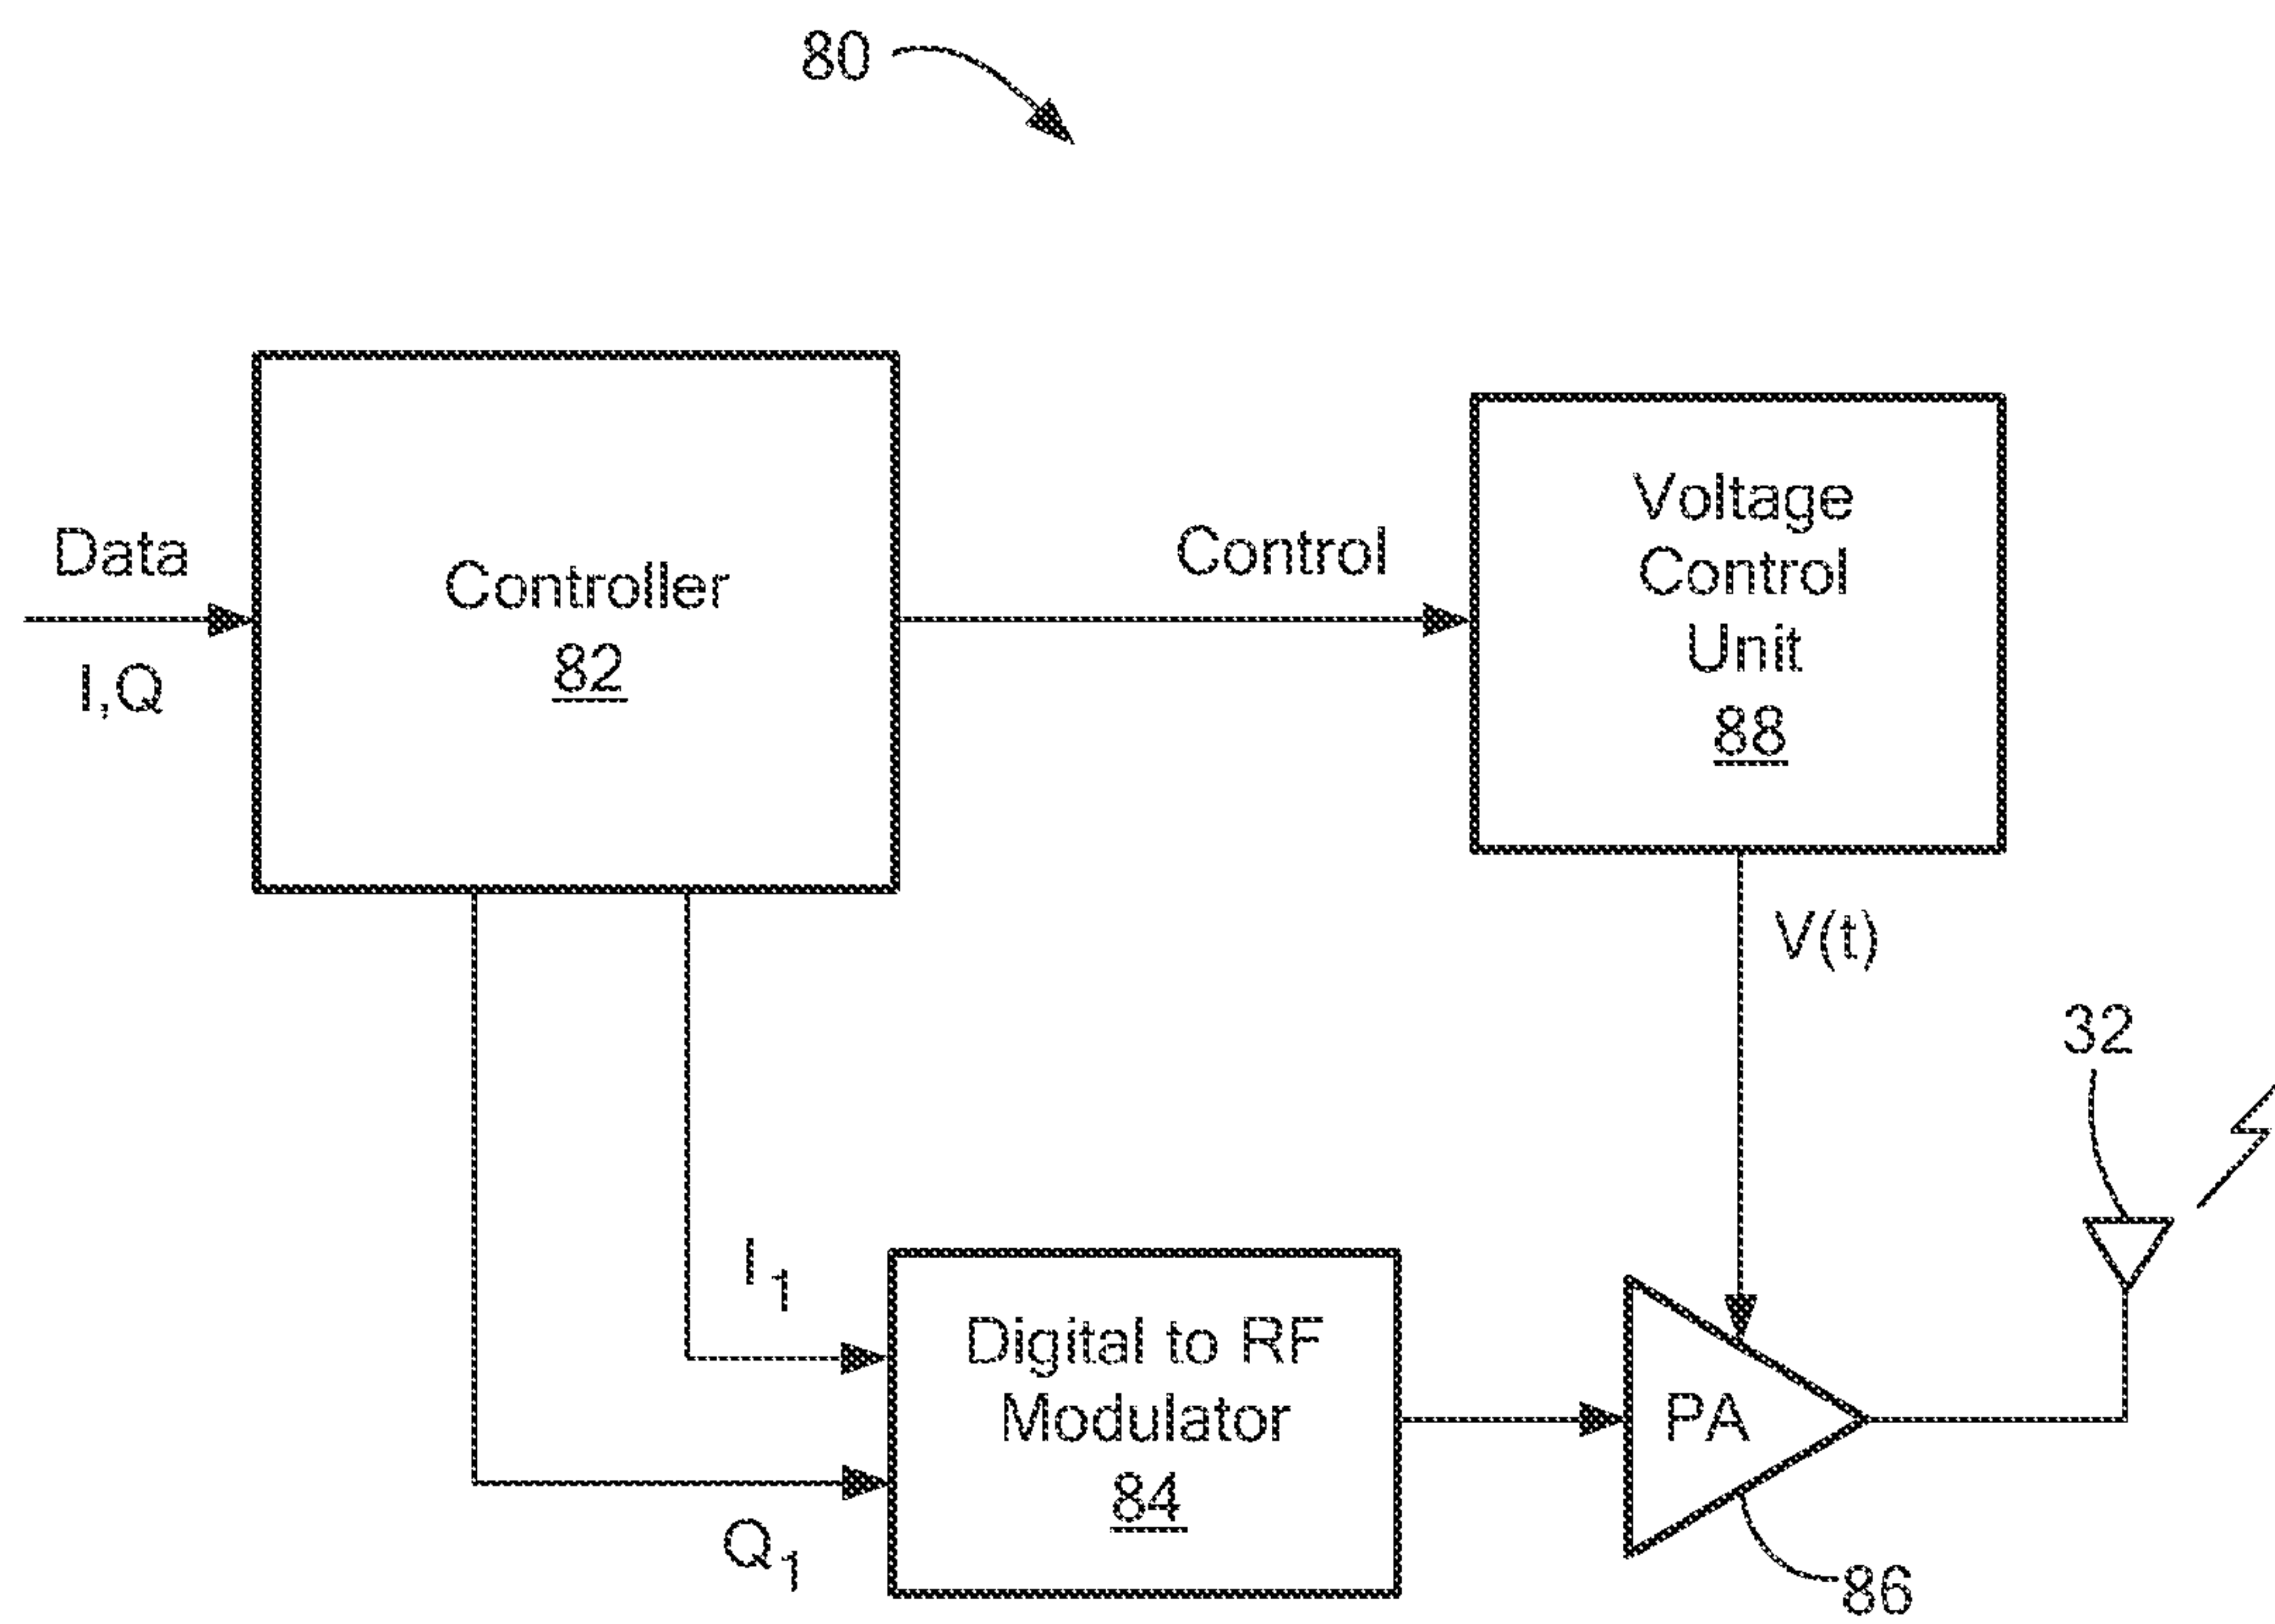 80
Data
I,Q
Controller
82
Control
Voltage
Control
Unit
88
V(t)
32
I1
Digital to RF
Modulator
84
Q1
PA
86